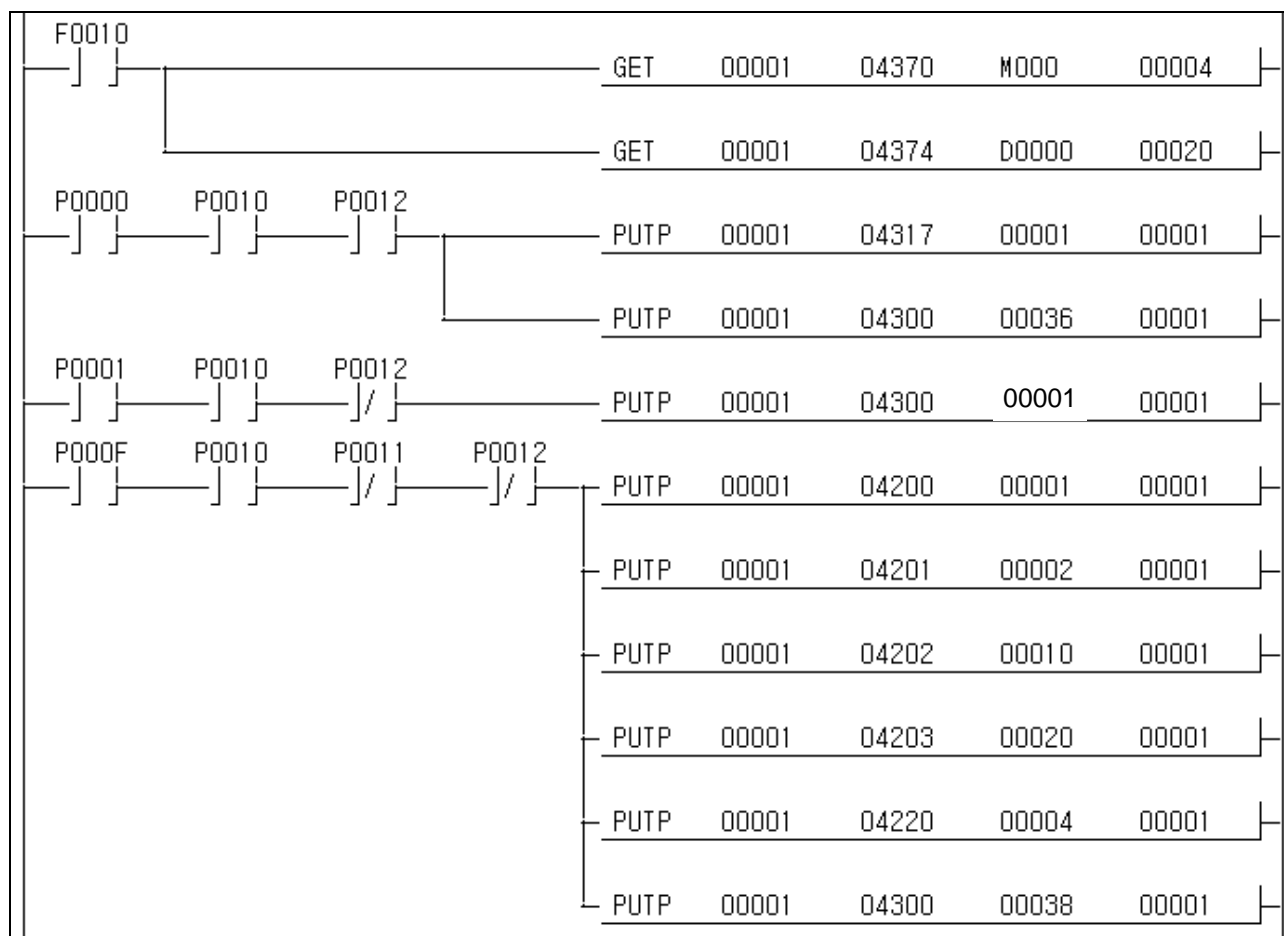 F0010
GET 00001 04370 M000 00004
GET 00001 04374 D0000 00020
P0000 P0010 P0012
PUTP 00001 04317 00001 00001
PUTP 00001 04300 00036 00001
P0001 P0010 P0012
PUTP 00001 04300 00001 00001
P000F P0010 P0011 P0012
PUTP 00001 04200 00001 00001
PUTP 00001 04201 00002 00001
PUTP 00001 04202 00010 00001
PUTP 00001 04203 00020 00001
PUTP 00001 04220 00004 00001
PUTP 00001 04300 00038 00001